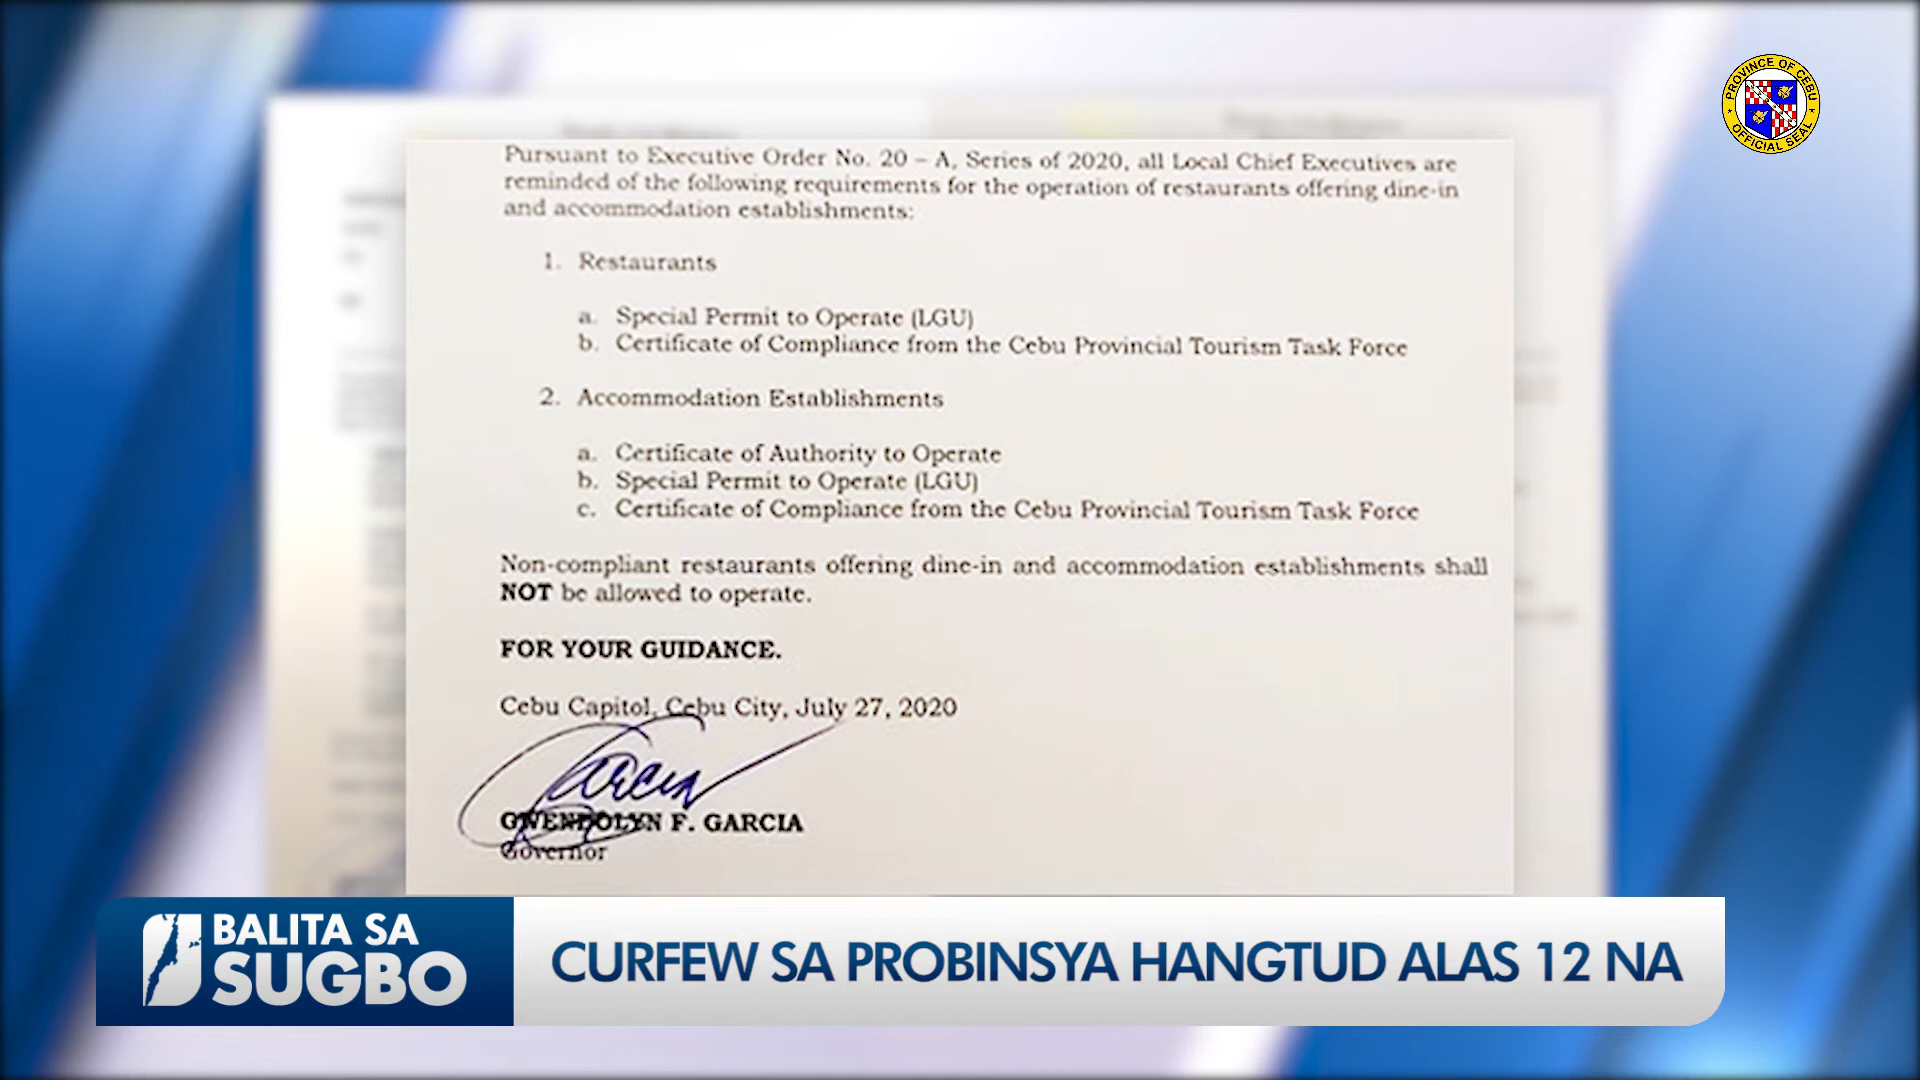 PROVINCE OF CEBU
OFFICIAL SEAL
Pursuant to Executive Order No. 20 – A, Series of 2020, all Local Chief Executives are
reminded of the following requirements for the operation of restaurants offering dine-in
and accommodation establishments:
1. Restaurants
a. Special Permit to Operate (LGU)
b. Certificate of Compliance from the Cebu Provincial Tourism Task Force
2. Accommodation Establishments
a. Certificate of Authority to Operate
b. Special Permit to Operate (LGU)
c. Certificate of Compliance from the Cebu Provincial Tourism Task Force
Non-compliant restaurants offering dine-in and accommodation establishments shall
NOT be allowed to operate.
FOR YOUR GUIDANCE.
Cebu Capitol, Cebu City, July 27, 2020
Garcia
GWENDOLYN F. GARCIA
Governor
BALITA SA
SUGBO
CURFEW SA PROBINSYA HANGTUD ALAS 12 NA